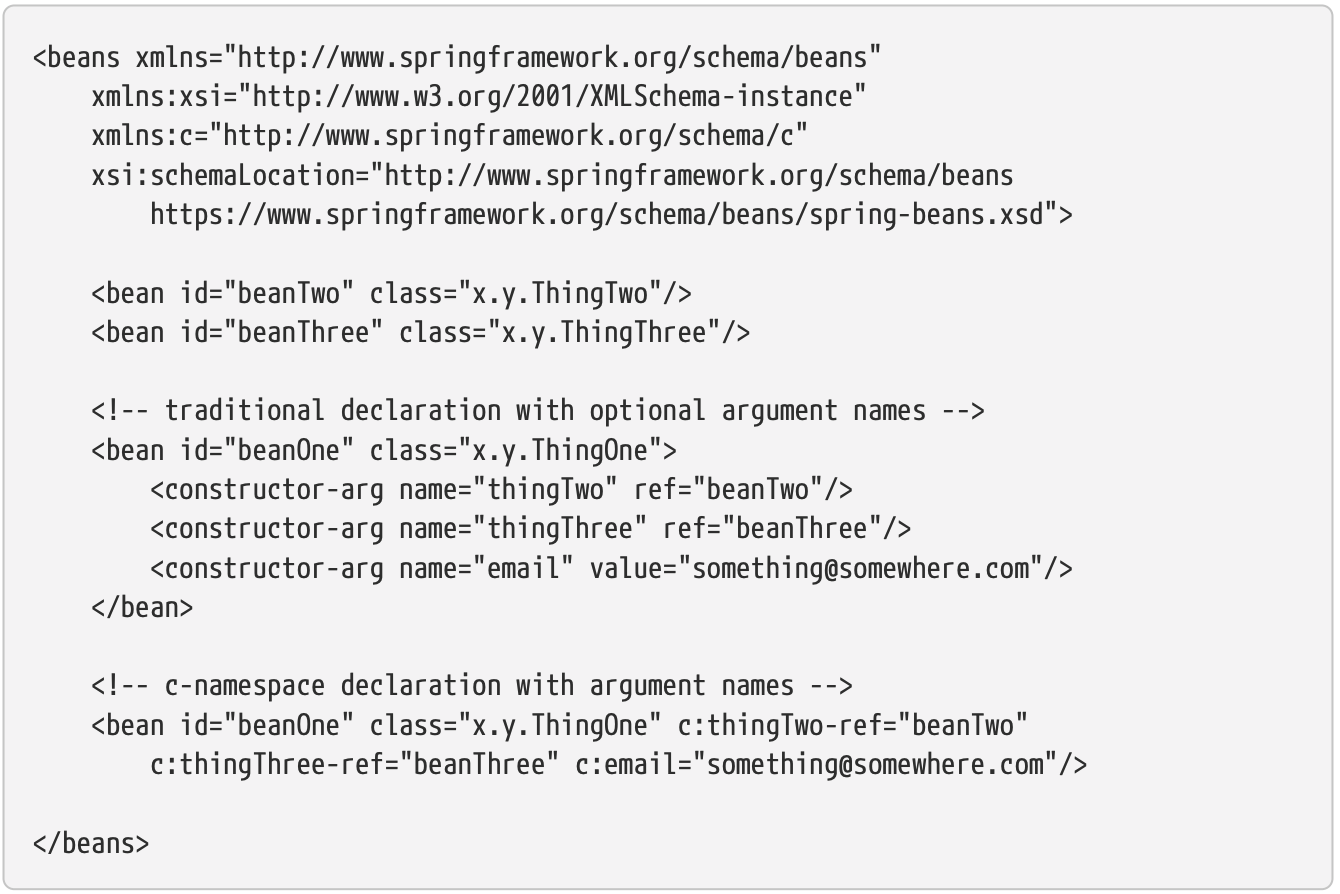 <beans xmlns="http://www.springframework.org/schema/beans"
    xmlns:xsi="http://www.w3.org/2001/XMLSchema-instance"
    xmlns:c="http://www.springframework.org/schema/c"
    xsi:schemaLocation="http://www.springframework.org/schema/beans
        https://www.springframework.org/schema/beans/spring-beans.xsd">

    <bean id="beanTwo" class="x.y.ThingTwo"/>
    <bean id="beanThree" class="x.y.ThingThree"/>

    <!-- traditional declaration with optional argument names -->
    <bean id="beanOne" class="x.y.ThingOne">
        <constructor-arg name="thingTwo" ref="beanTwo"/>
        <constructor-arg name="thingThree" ref="beanThree"/>
        <constructor-arg name="email" value="something@somewhere.com"/>
    </bean>

    <!-- c-namespace declaration with argument names -->
    <bean id="beanOne" class="x.y.ThingOne" c:thingTwo-ref="beanTwo"
        c:thingThree-ref="beanThree" c:email="something@somewhere.com"/>

</beans>